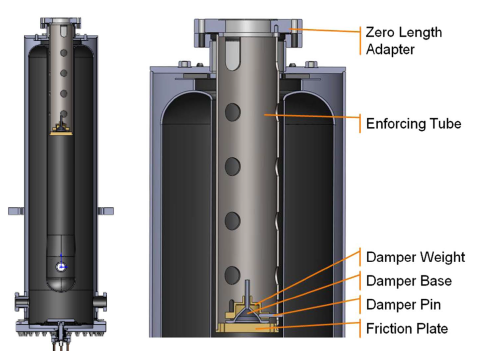 Zero Length
Adapter
Enforcing Tube
Damper Weight
Damper Base
Damper Pin
Friction Plate